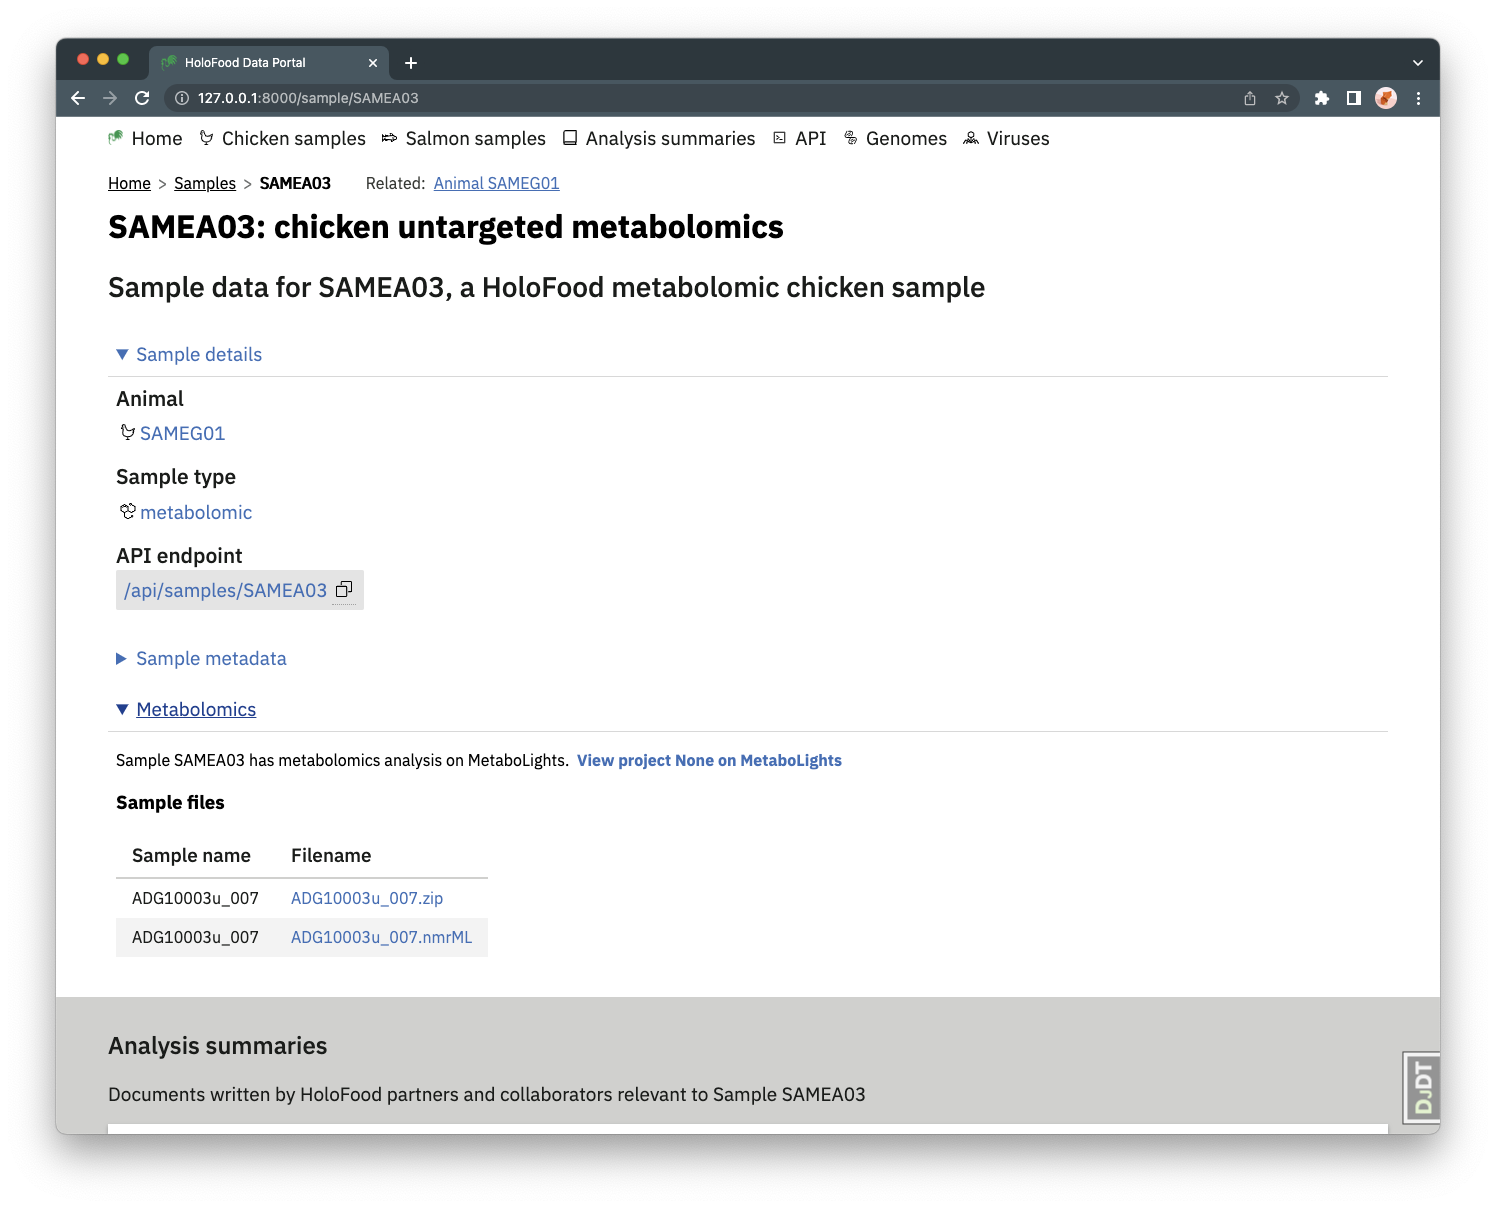 HoloFood Data Portal
127.0.0.1:8000/sample/SAMEA03
Home Chicken samples Salmon samples Analysis summaries API Genomes Viruses
Home > Samples > SAMEA03 Related: Animal SAMEG01
SAMEA03: chicken untargeted metabolomics
Sample data for SAMEA03, a HoloFood metabolomic chicken sample
Sample details
Animal
SAMEG01
Sample type
metabolomic
API endpoint
/api/samples/SAMEA03
Sample metadata
Metabolomics
Sample SAMEA03 has metabolomics analysis on MetaboLights. View project None on MetaboLights
Sample files
Sample name Filename
ADG10003u_007 ADG10003u_007.zip
ADG10003u_007 ADG10003u_007.nmrML
Analysis summaries
Documents written by HoloFood partners and collaborators relevant to Sample SAMEA03
DJDT